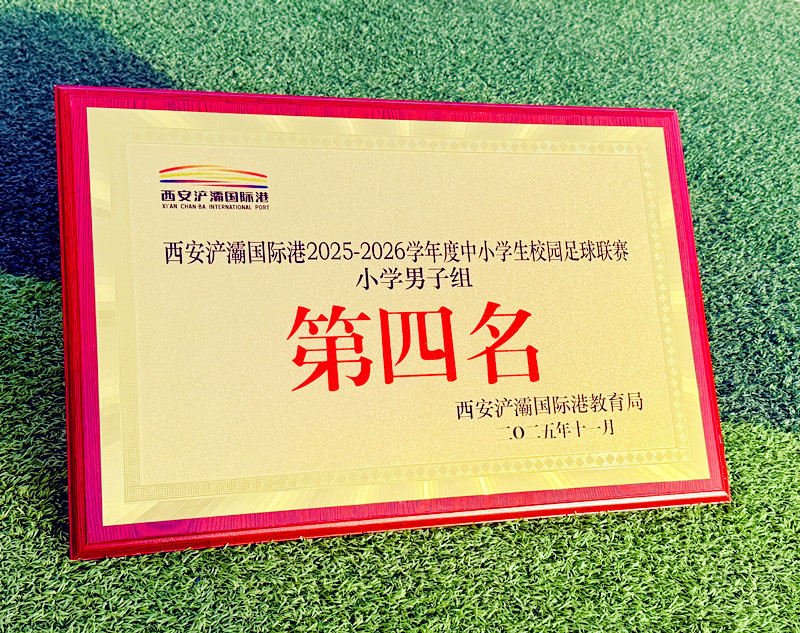 西安浐灞国际港
XI'AN CHAN-BA INTERNATIONAL PORT
西安浐灞国际港2025-2026学年度中小学生校园足球联赛
小学男子组
第四名
西安浐灞国际港教育局
二〇二五年十一月